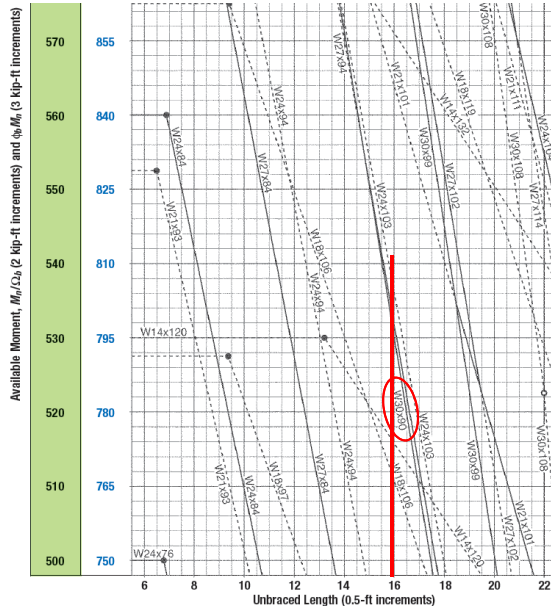 Available Moment, Mn/Ωb (2 kip-ft increments) and ϕbMn (3 kip-ft increments)
570
855
560
840
550
825
540
810
530
795
520
780
510
765
500
750
W24x84
W21x93
W14x120
W24x76
W24x94
W27x84
W18x106
W24x94
W27x94
W24x103
W21x101
W14x132
W18x119
W30x99
W27x102
W30x108
W21x111
W30x108
W27x114
W24x104
W30x90
W24x103
W21x93
W24x84
W18x97
W21x84
W24x94
W18x106
W14x120
W30x99
W27x102
W21x101
W30x108
6 8 10 12 14 16 18 20 22
Unbraced Length (0.5-ft increments)